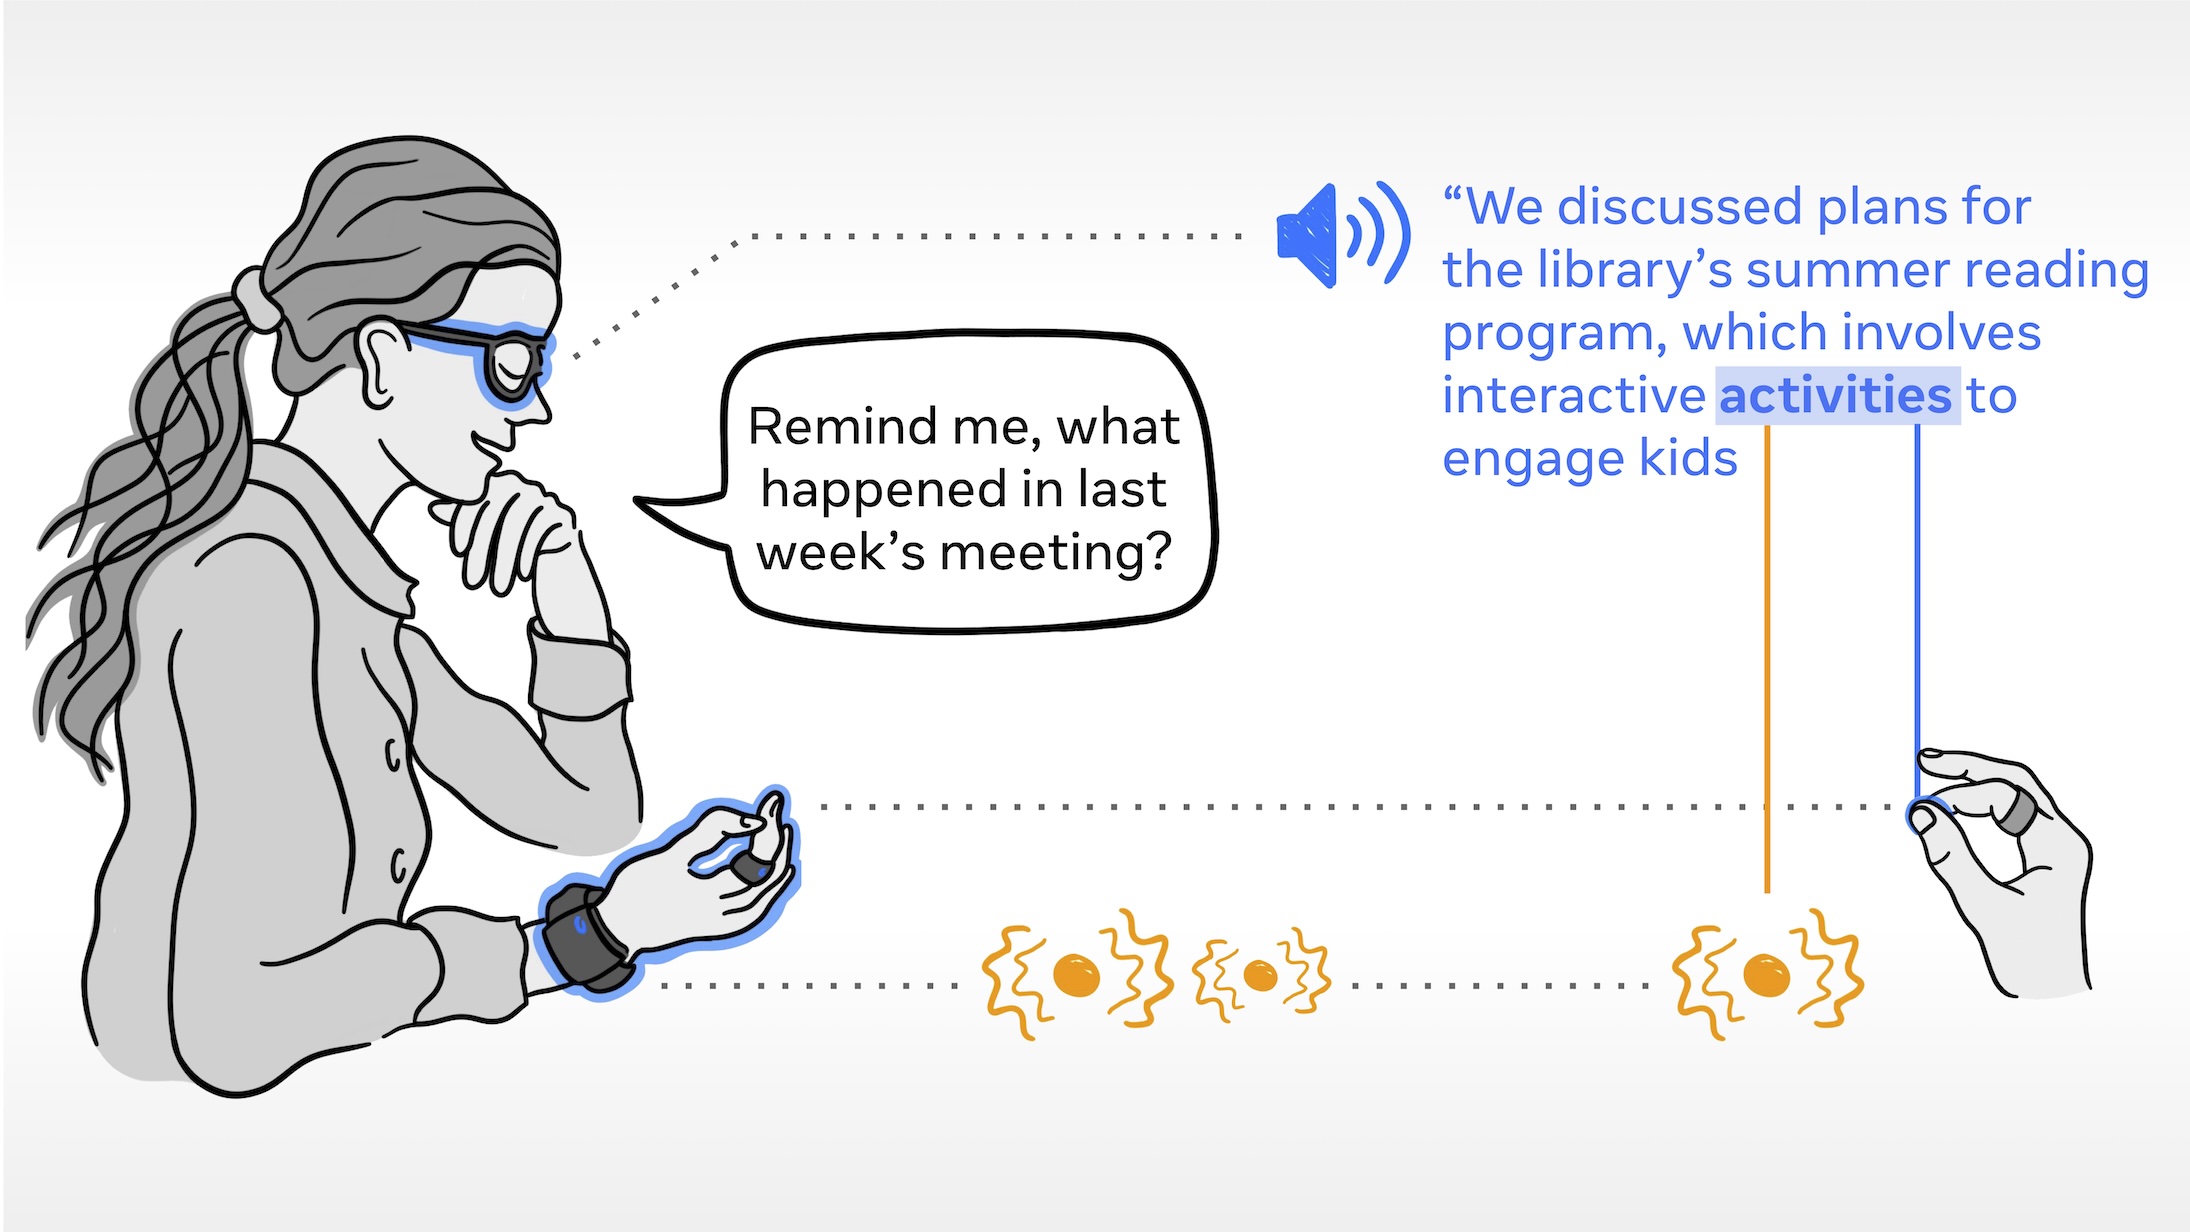 Remind me, what
happened in last
week’s meeting?
“We discussed plans for
the library’s summer reading
program, which involves
interactive activities to
engage kids